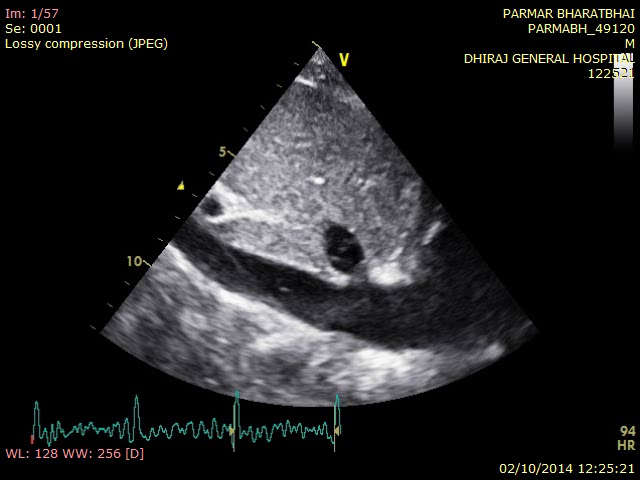 Im: 1/57
Se: 0001
Lossy compression (JPEG)
PARMAR BHARATBHAI
PARMABH_49120
M
DHIRAJ GENERAL HOSPITAL
122521
V
5
10
94
HR
WL: 128 WW: 256 [D]
02/10/2014 12:25:21